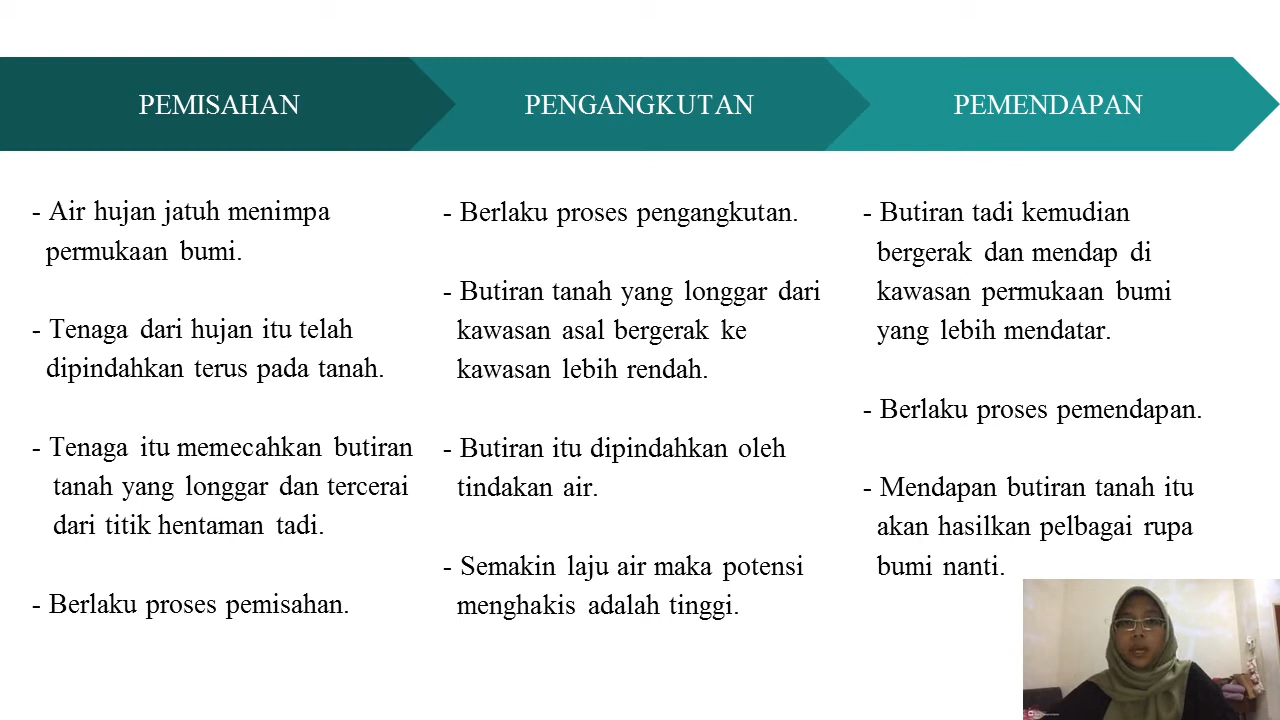 PEMISAHAN
PENGANGKUTAN
PEMENDAPAN
- Air hujan jatuh menimpa
permukaan bumi.
- Tenaga dari hujan itu telah
dipindahkan terus pada tanah.
- Tenaga itu memecahkan butiran
tanah yang longgar dan tercerai
dari titik hentaman tadi.
- Berlaku proses pemisahan.
- Berlaku proses pengangkutan.
- Butiran tanah yang longgar dari
kawasan asal bergerak ke
kawasan lebih rendah.
- Butiran itu dipindahkan oleh
tindakan air.
- Semakin laju air maka potensi
menghakis adalah tinggi.
- Butiran tadi kemudian
bergerak dan mendap di
kawasan permukaan bumi
yang lebih mendatar.
- Berlaku proses pemendapan.
- Mendapan butiran tanah itu
akan hasilkan pelbagai rupa
bumi nanti.